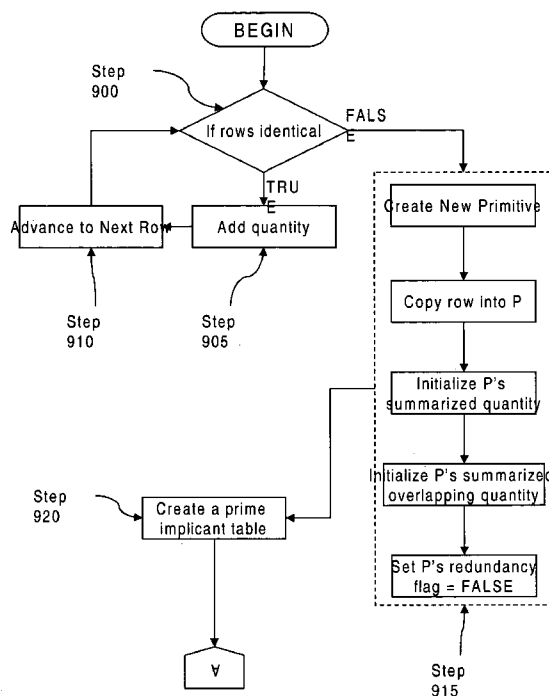 BEGIN
Step
900
If rows identical
FALS
E
TRU
E
Advance to Next Row
Add quantity
Create New Primitive
Step
910
Step
905
Copy row into P
Initialize P's
summarized quantity
Initialize P's summarized
overlapping quantity
Step
920
Create a prime
implicant table
Set P's redundancy
flag = FALSE
A
Step
915